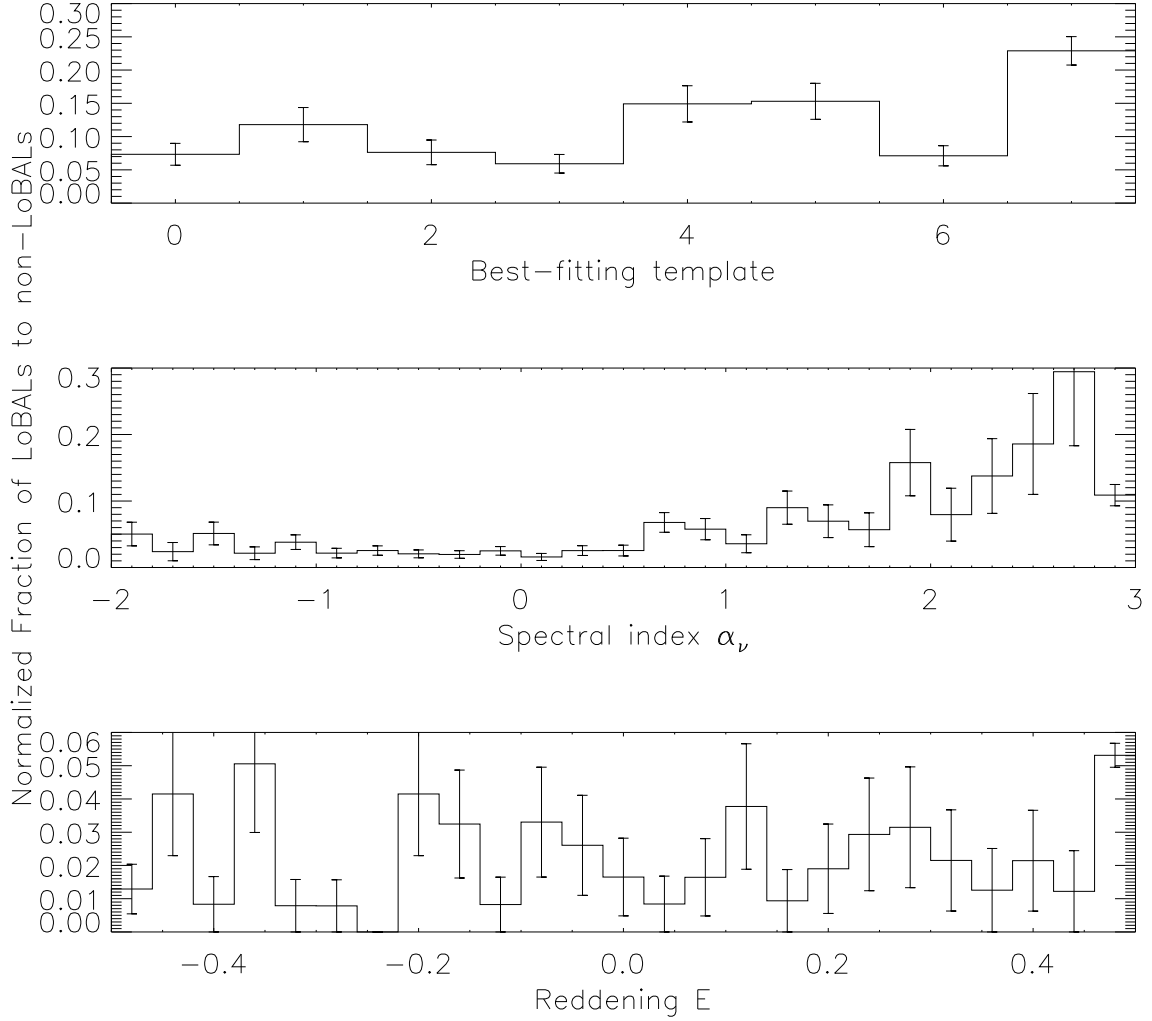 Normalized Fraction of LoBALs to non−LoBALs
0.30
0.25
0.20
0.15
0.10
0.05
0.00
0 2 4 6
Best−fitting template
0.3
0.2
0.1
0.0
−2 −1 0 1 2 3
Spectral index αν
0.06
0.05
0.04
0.03
0.02
0.01
0.00
−0.4 −0.2 0.0 0.2 0.4
Reddening E